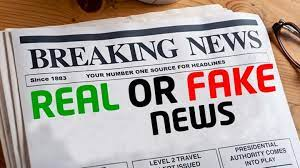 BREAKING NEWS
Since 1883 YOUR NUMBER ONE SOURCE FOR HEADLINES
REAL OR FAKE
NEWS
LEVEL 2 TRAVEL
PRESIDENTIAL
AUTHORITY COMES
INTO PLAY